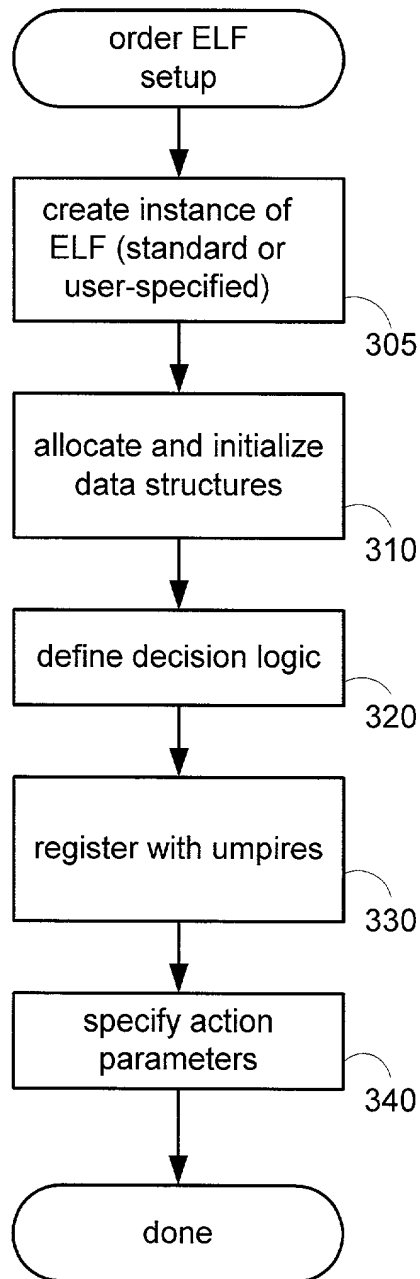 order ELF
setup
create instance of
ELF (standard or
user-specified)
305
allocate and initialize
data structures
310
define decision logic
320
register with umpires
330
specify action
parameters
340
done